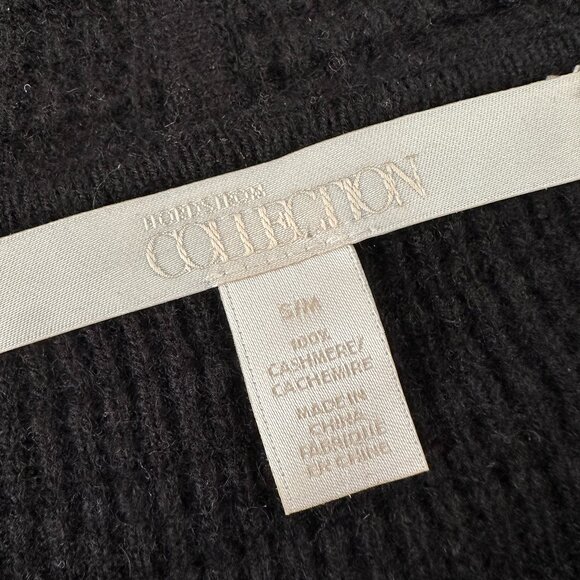 NORDSTROM
COLLECTION
S/M
100%
CASHMERE/
CACHEMIRE
MADE IN
CHINA
FABRIQUÉ
EN CHINE